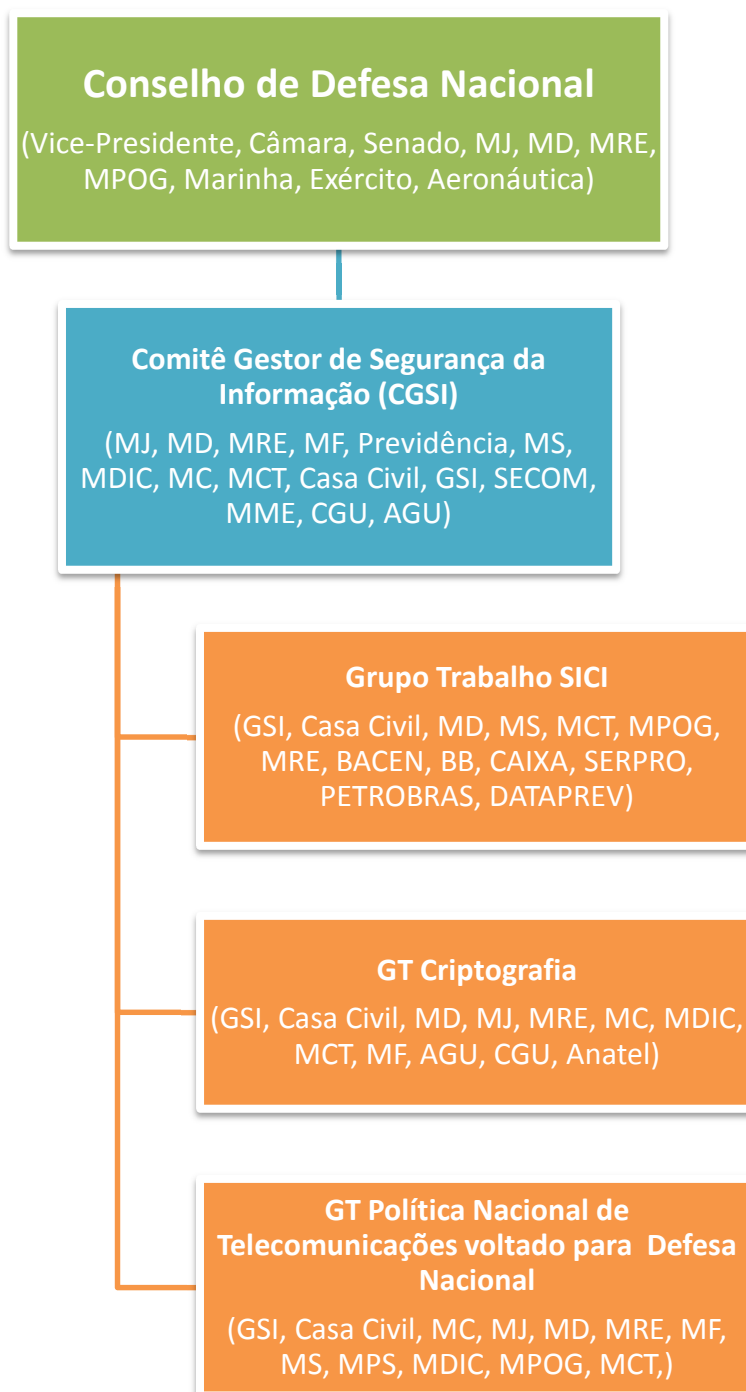 Conselho de Defesa Nacional
(Vice-Presidente, Câmara, Senado, MJ, MD, MRE,
MPOG, Marinha, Exército, Aeronáutica)
Comitê Gestor de Segurança da
Informação (CGSI)
(MJ, MD, MRE, MF, Previdência, MS,
MDIC, MC, MCT, Casa Civil, GSI, SECOM,
MME, CGU, AGU)
Grupo Trabalho SICI
(GSI, Casa Civil, MD, MS, MCT, MPOG,
MRE, BACEN, BB, CAIXA, SERPRO,
PETROBRAS, DATAPREV)
GT Criptografia
(GSI, Casa Civil, MD, MJ, MRE, MC, MDIC,
MCT, MF, AGU, CGU, Anatel)
GT Política Nacional de
Telecomunicações voltado para  Defesa
Nacional
(GSI, Casa Civil, MC, MJ, MD, MRE, MF,
MS, MPS, MDIC, MPOG, MCT,)